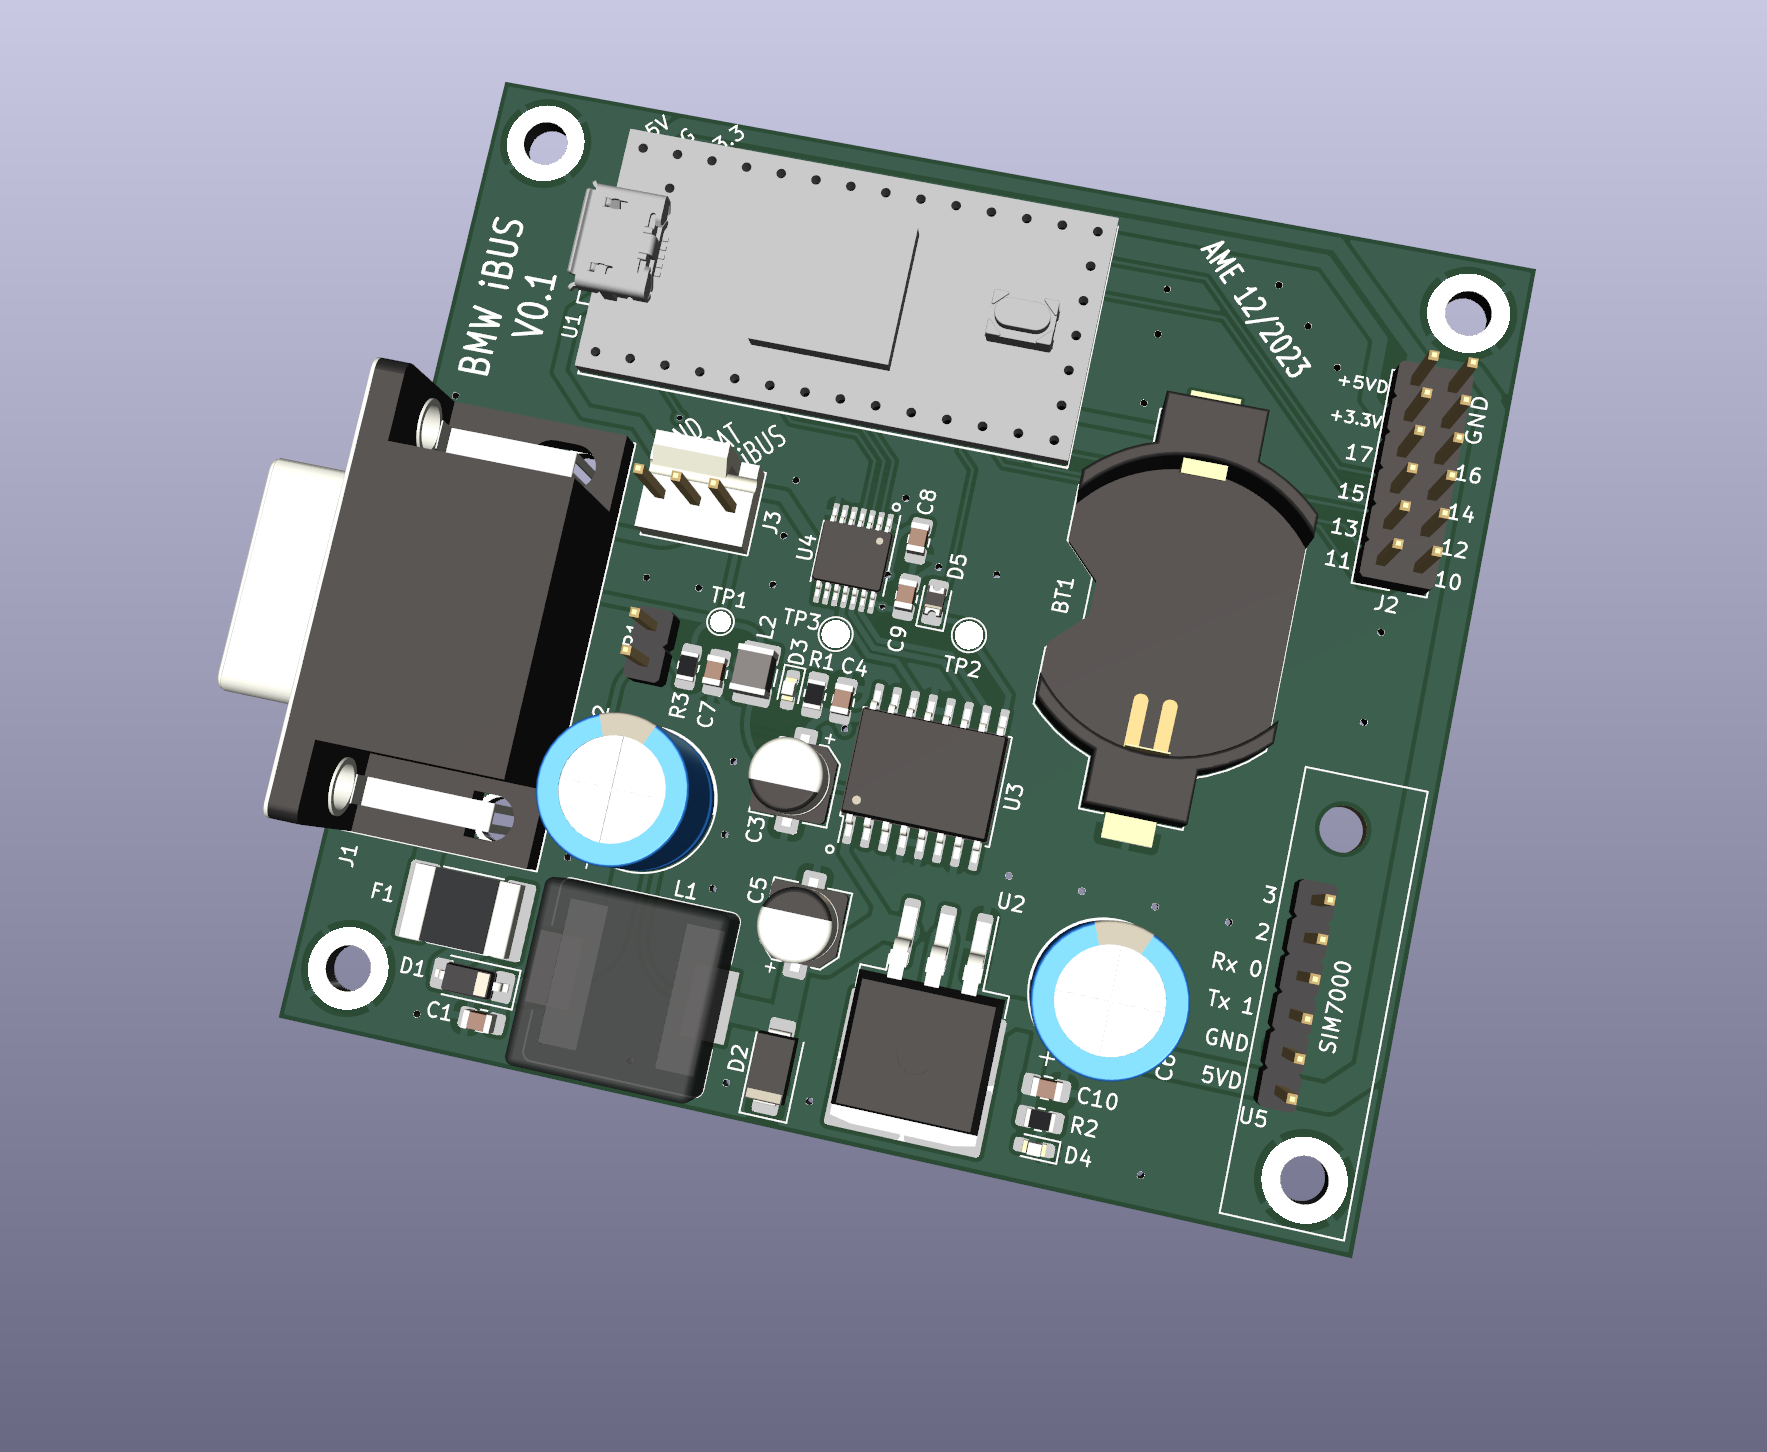 5V
G
3.3
BMW iBUS
V0.1
U1
AME 12/2023
+5VD
+3.3V
GND
17
16
15
14
13
12
11
10
J2
iBUS
J3
U4
C8
D5
C9
BT1
TP1
TP3
TP2
L2
D3
R1
C4
R3
C7
+
C3
U3
J1
F1
L1
C5
+
U2
D1
C1
D2
+
C10
R2
D4
3
2
Rx 0
Tx 1
GND
5VD
SIM7000
U5